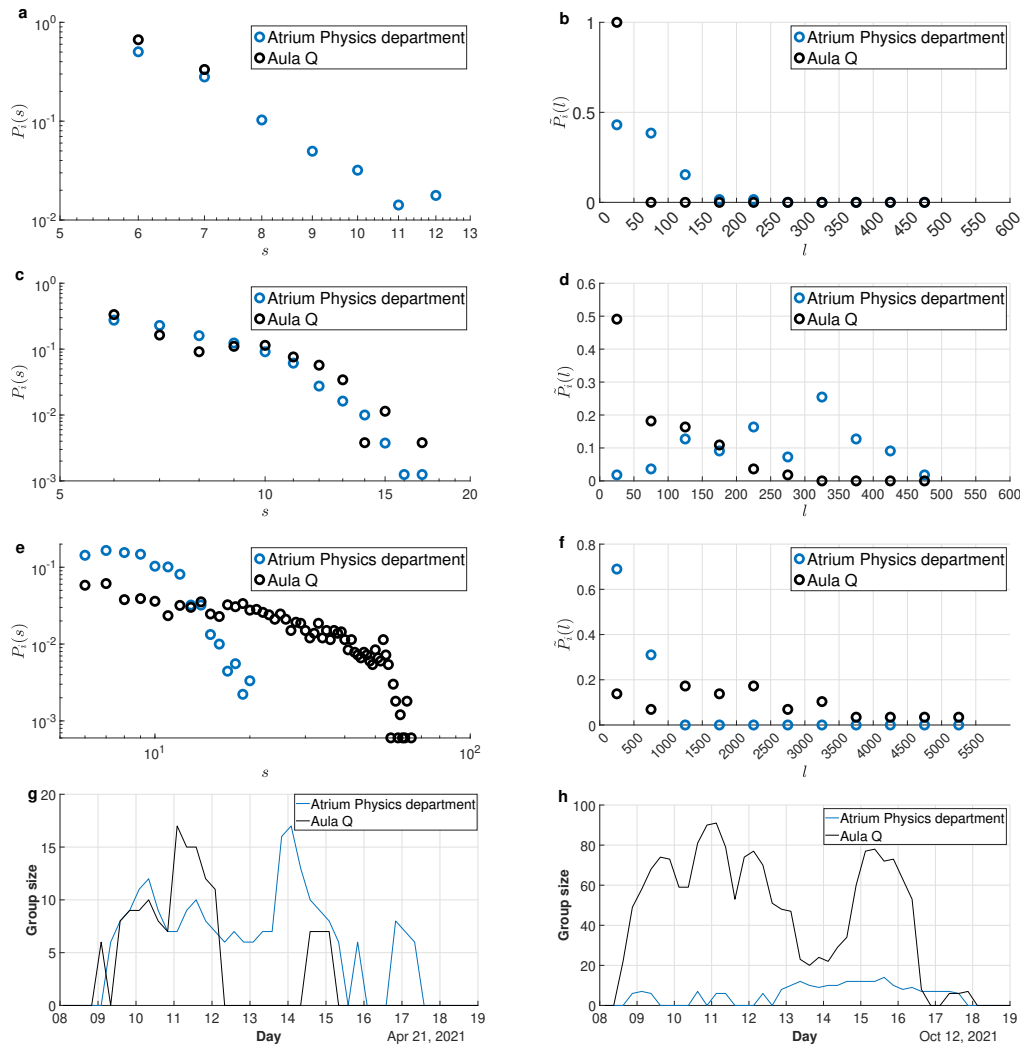 a
10^0
10^-1
10^-2
P_i(s)
5 6 7 8 9 10 11 12 13
s
Atrium Physics department
Aula Q
b
1
0.5
0
P̃_i(l)
0 50 100 150 200 250 300 350 400 450 500 600
l
Atrium Physics department
Aula Q
c
10^0
10^-1
10^-2
10^-3
P_i(s)
5 10 15 20
s
Atrium Physics department
Aula Q
d
0.6
0.5
0.4
0.3
0.2
0.1
0
P̃_i(l)
0 50 100 150 200 250 300 350 400 450 500 600
l
Atrium Physics department
Aula Q
e
10^-1
10^-2
10^-3
P_i(s)
10^1 10^2
s
Atrium Physics department
Aula Q
f
0.8
0.6
0.4
0.2
0
P̃_i(l)
0 500 1000 1500 2000 2500 3000 3500 4000 4500 5000 5500
l
Atrium Physics department
Aula Q
g
20
15
10
5
0
Group size
08 09 10 11 12 13 14 15 16 17 18 19
Day
Apr 21, 2021
Atrium Physics department
Aula Q
h
100
80
60
40
20
0
Group size
08 09 10 11 12 13 14 15 16 17 18 19
Day
Oct 12, 2021
Atrium Physics department
Aula Q